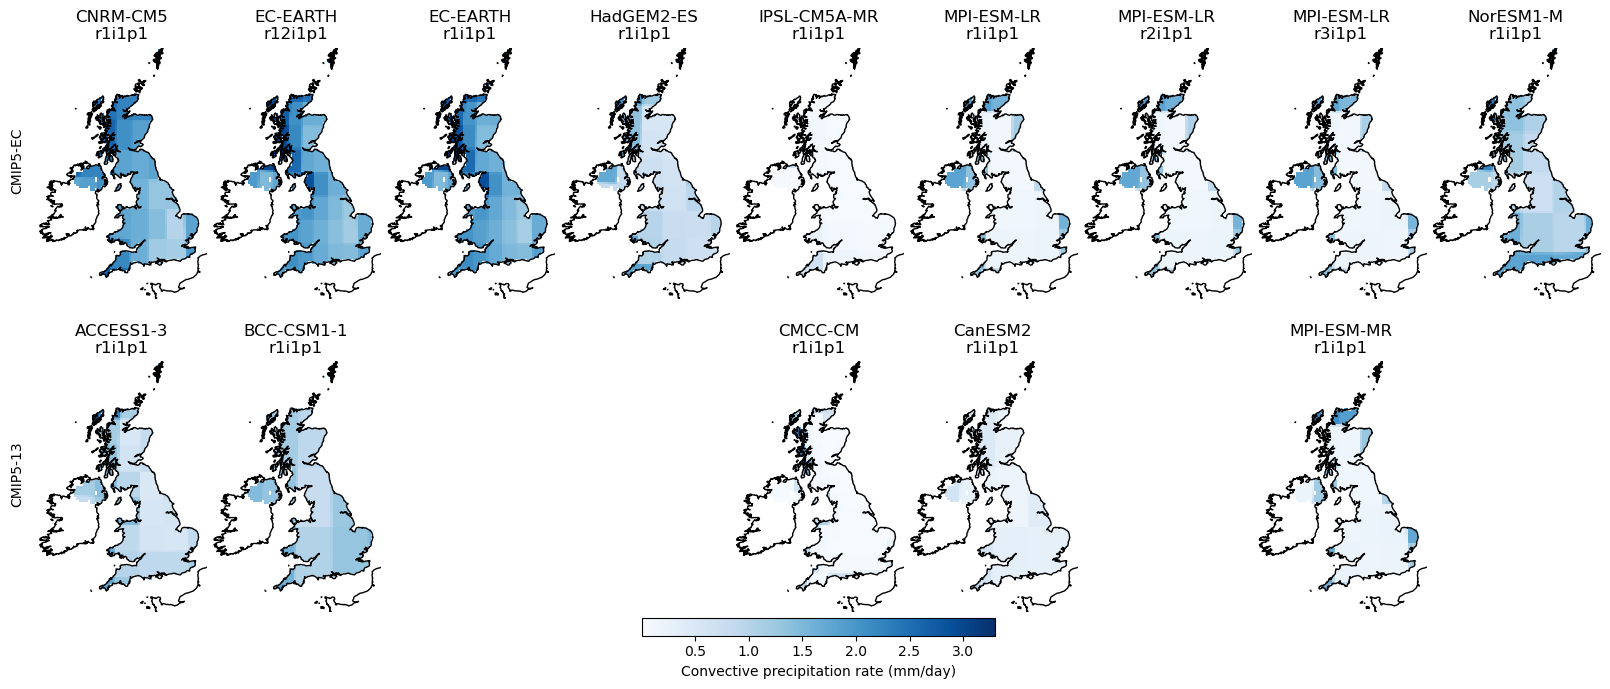 CNRM-CM5
r1i1p1
EC-EARTH
r12i1p1
EC-EARTH
r1i1p1
HadGEM2-ES
r1i1p1
IPSL-CM5A-MR
r1i1p1
MPI-ESM-LR
r1i1p1
MPI-ESM-LR
r2i1p1
MPI-ESM-LR
r3i1p1
NorESM1-M
r1i1p1
CMIP5-EC
ACCESS1-3
r1i1p1
BCC-CSM1-1
r1i1p1
CMCC-CM
r1i1p1
CanESM2
r1i1p1
MPI-ESM-MR
r1i1p1
CMIP5-13
0.5 1.0 1.5 2.0 2.5 3.0
Convective precipitation rate (mm/day)